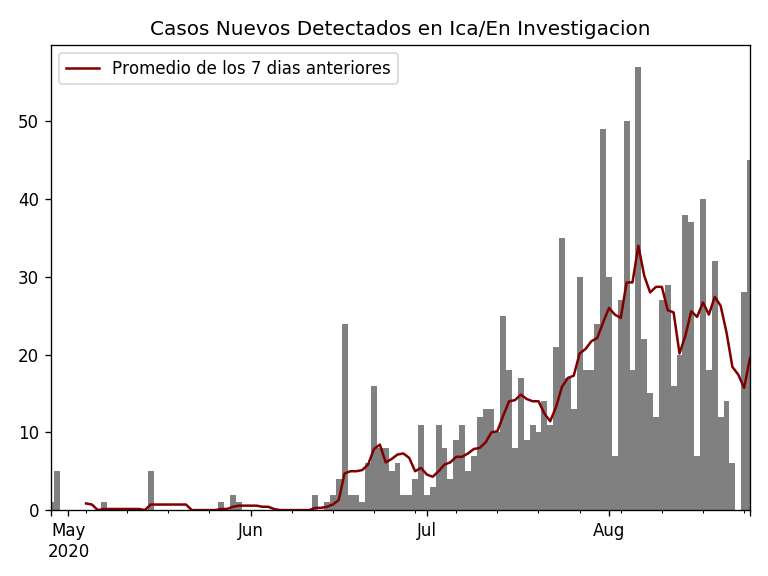 Casos Nuevos Detectados en Ica/En Investigacion
Promedio de los 7 dias anteriores
50
40
30
20
10
0
May Jun Jul Aug
2020